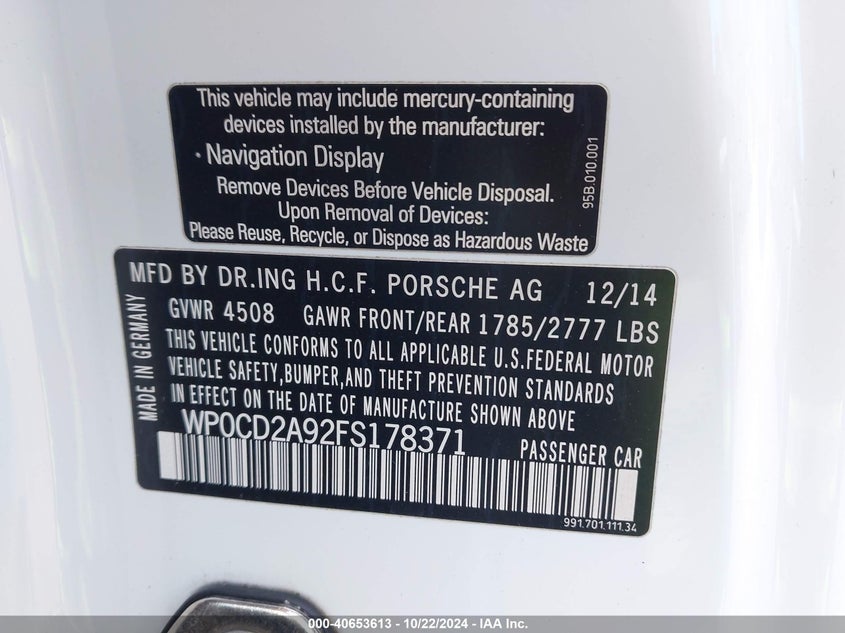 This vehicle may include mercury-containing
devices installed by the manufacturer:
· Navigation Display
Remove Devices Before Vehicle Disposal.
Upon Removal of Devices:
Please Reuse, Recycle, or Dispose as Hazardous Waste
95B.010.001
MFD BY DR.ING H.C.F. PORSCHE AG 12/14
GVWR 4508 GAWR FRONT/REAR 1785/2777 LBS
THIS VEHICLE CONFORMS TO ALL APPLICABLE U.S.FEDERAL MOTOR
VEHICLE SAFETY,BUMPER,AND THEFT PREVENTION STANDARDS
IN EFFECT ON THE DATE OF MANUFACTURE SHOWN ABOVE
WP0CD2A92FS178371 PASSENGER CAR
MADE IN GERMANY
991.701.111.34
000-40653613 - 10/22/2024 - IAA Inc.